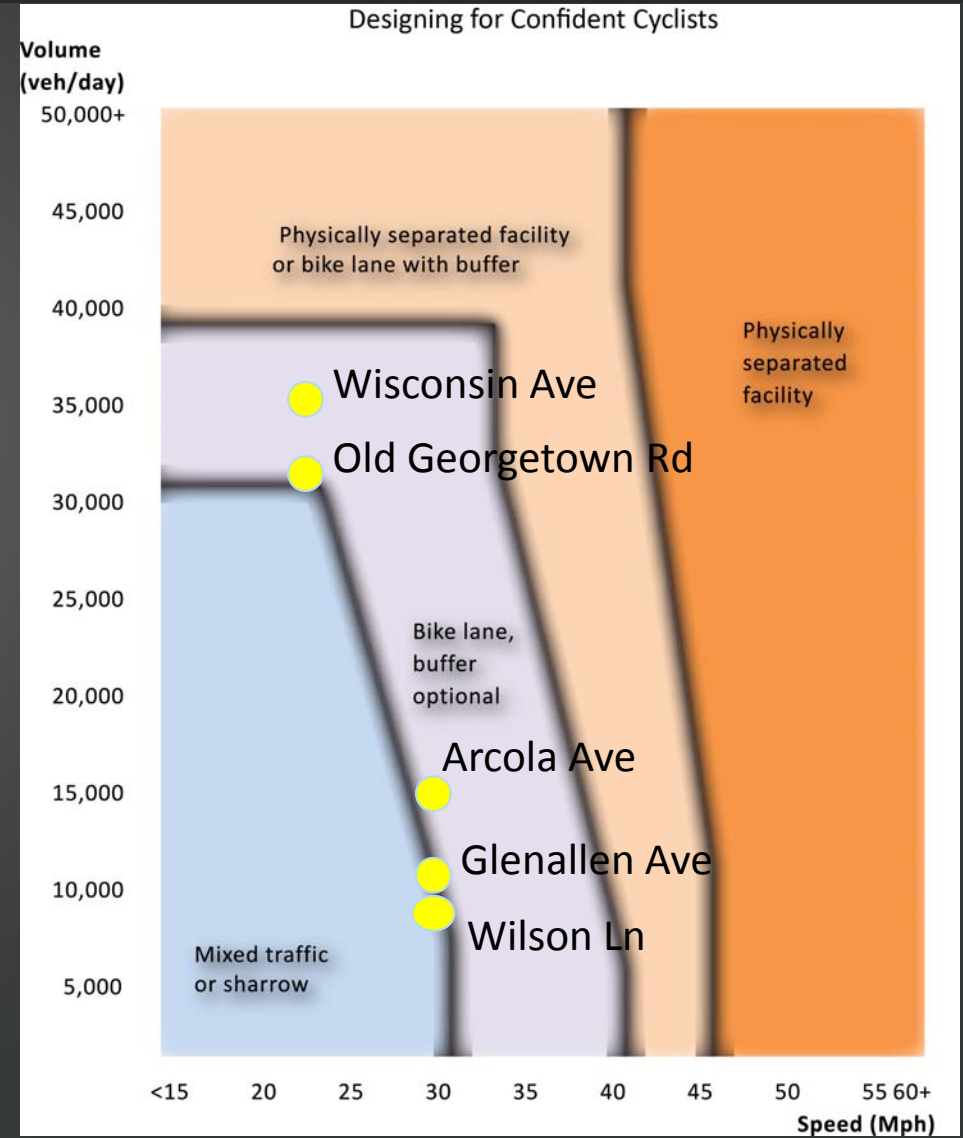 Designing for Confident Cyclists
Volume
(veh/day)
50,000+
45,000
Physically separated facility
or bike lane with buffer
40,000
Physically
separated
facility
Wisconsin Ave
35,000
Old Georgetown Rd
30,000
25,000
Bike lane,
buffer
optional
20,000
Arcola Ave
15,000
Glenallen Ave
10,000
Wilson Ln
Mixed traffic
or sharrow
5,000
<15 20 25 30 35 40 45 50 55 60+
Speed (Mph)